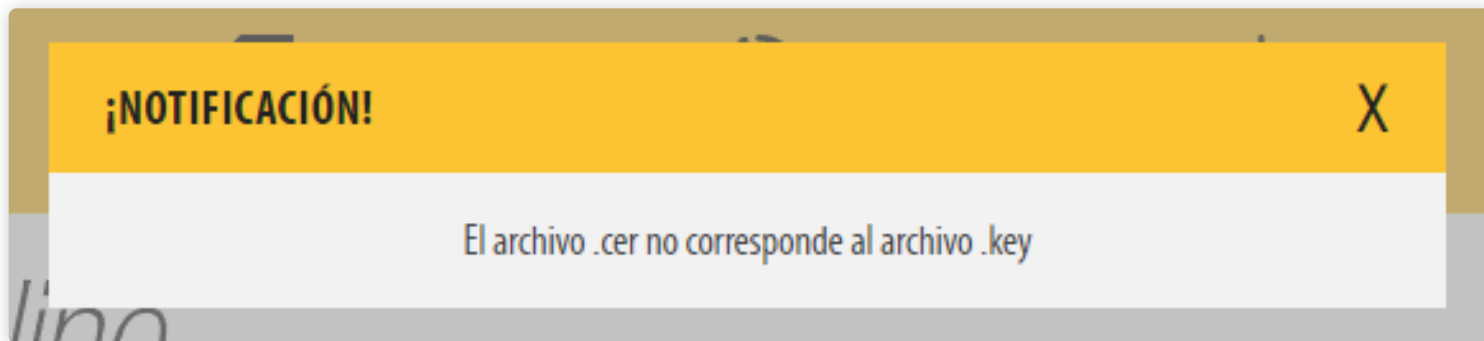 ¡NOTIFICACIÓN!
X
El archivo .cer no corresponde al archivo .key